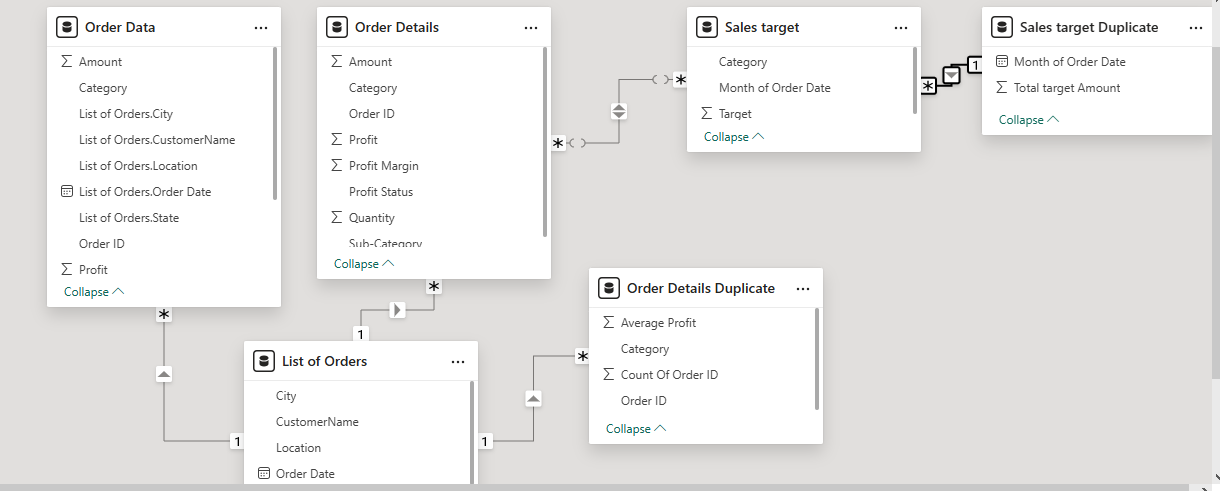 Order Data
Amount
Category
List of Orders.City
List of Orders.CustomerName
List of Orders.Location
List of Orders.Order Date
List of Orders.State
Order ID
Profit
Collapse
Order Details
Amount
Category
Order ID
Profit
Profit Margin
Profit Status
Quantity
Sub-Category
Collapse
Sales target
Category
Month of Order Date
Target
Collapse
Sales target Duplicate
Month of Order Date
Total target Amount
Collapse
* 
*
*
1
*
1
*
1
List of Orders
City
CustomerName
Location
Order Date
1
*
Order Details Duplicate
Average Profit
Category
Count Of Order ID
Order ID
Collapse